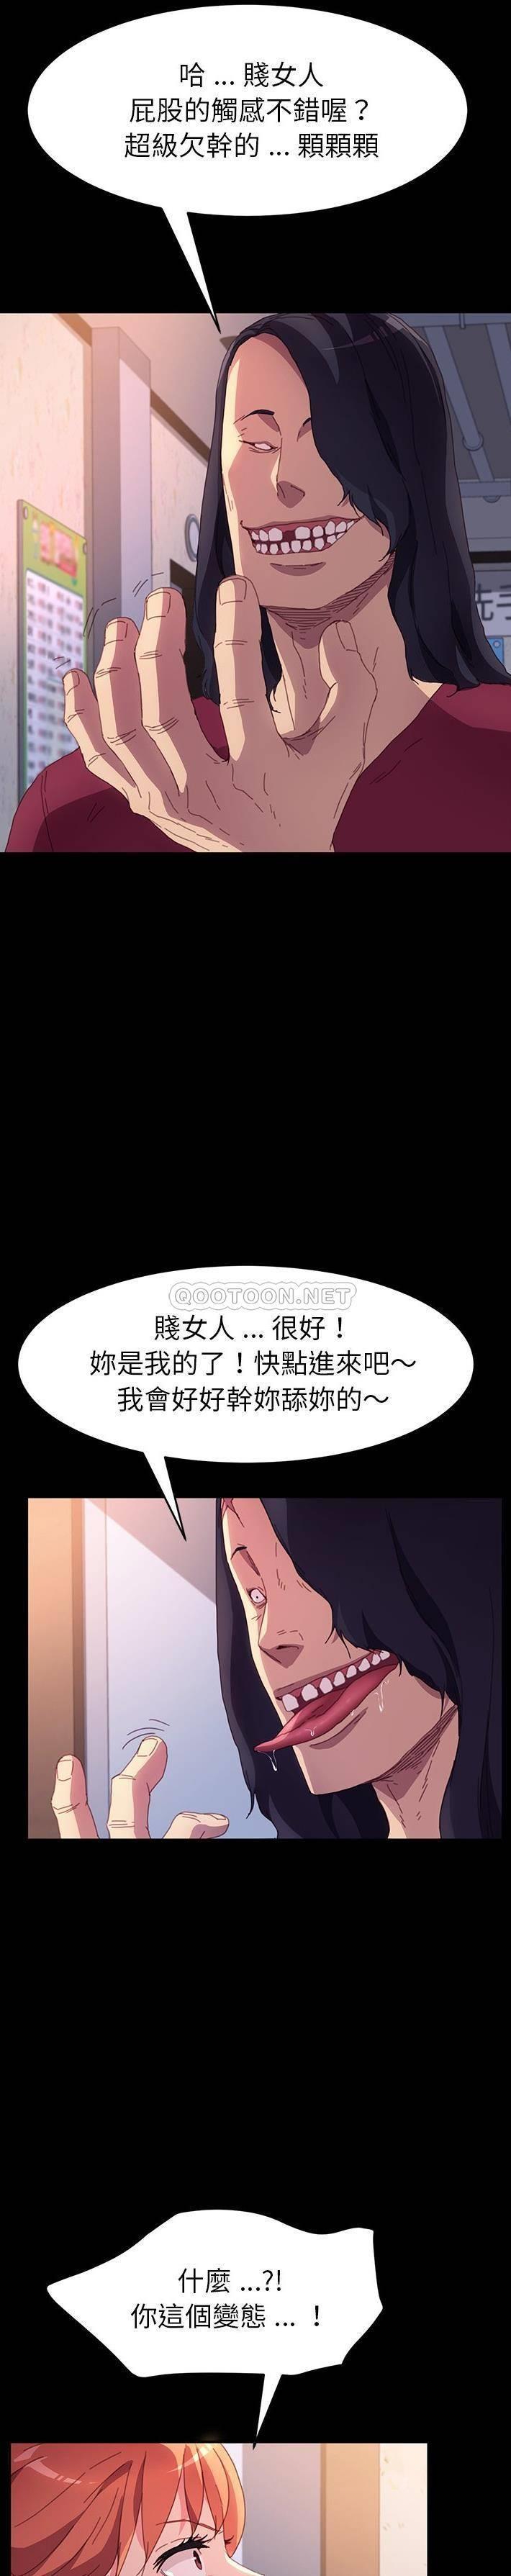 哈 ... 賤女人
屁股的觸感不錯喔？
超級欠幹的 ... 顆顆顆
洗手
QOOTOON.NET
賤女人 ... 很好！
妳是我的了！快點進來吧～
我會好好幹妳舔妳的～
什麼 ...?!
你這個變態 ... ！